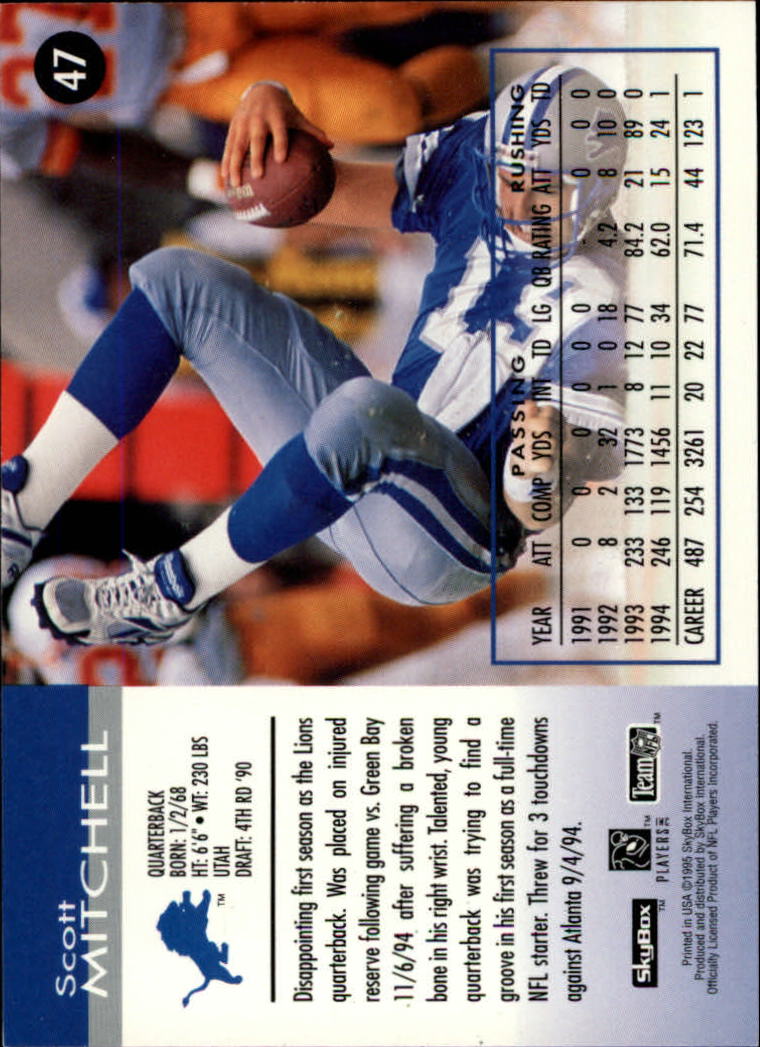 Scott
MITCHELL
QUARTERBACK
BORN: 1/2/68
HT: 6'6" • WT: 230 LBS
UTAH
DRAFT: 4TH RD '90
TM
Disappointing first season as the Lions
quarterback. Was placed on injured
reserve following game vs. Green Bay
11/6/94 after suffering a broken
bone in his right wrist. Talented, young
quarterback was trying to find a
groove in his first season as a full-time
NFL starter. Threw for 3 touchdowns
against Atlanta 9/4/94.
SkyBox TM PLAYERS INC TM Team NFL TM
Printed in USA ©1995 SkyBox International.
Produced and distributed by SkyBox International.
Officially Licensed Product of NFL Players Incorporated.
47
PASSING RUSHING
YEAR ATT COMP YDS INT TD LG QB RATING ATT YDS TD
1991 0 0 0 0 0 0 - 0 0 0
1992 8 2 32 1 0 18 4.2 8 10 0
1993 233 133 1773 8 12 77 84.2 21 89 0
1994 246 119 1456 11 10 34 62.0 15 24 1
CAREER 487 254 3261 20 22 77 71.4 44 123 1